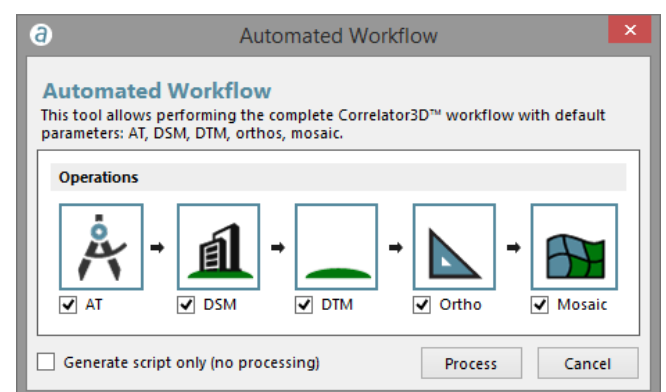 a
Automated Workflow
×
Automated Workflow
This tool allows performing the complete Correlator3D™ workflow with default
parameters: AT, DSM, DTM, orthos, mosaic.
Operations
AT DSM DTM Ortho Mosaic
Generate script only (no processing) Process Cancel